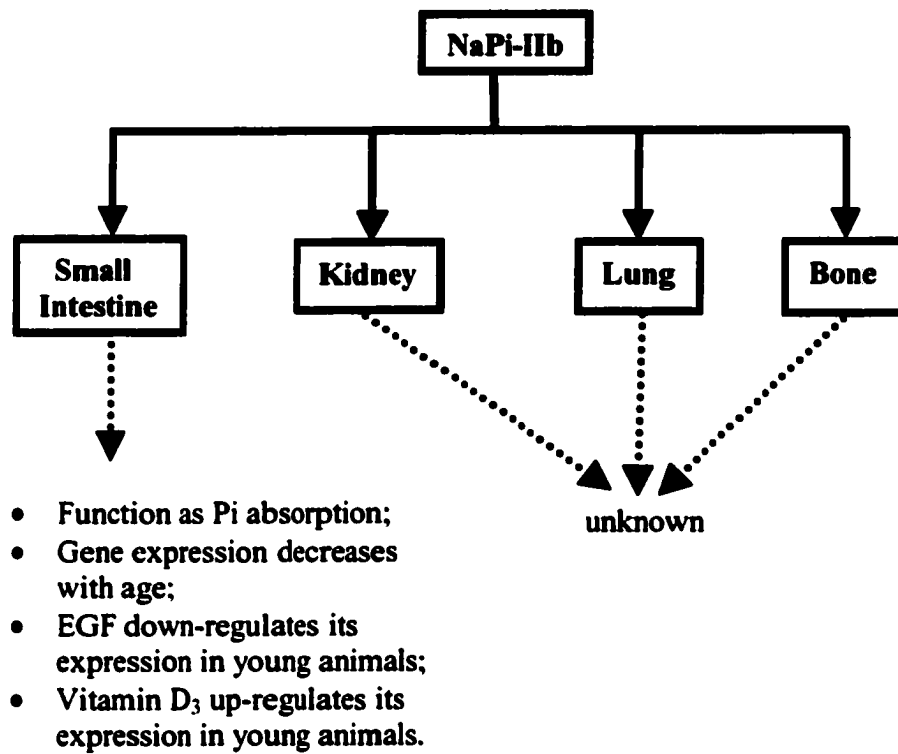 NaPi-IIb
Small
Intestine
Kidney
Lung
Bone
unknown
• Function as Pi absorption;
• Gene expression decreases
with age;
• EGF down-regulates its
expression in young animals;
• Vitamin D₃ up-regulates its
expression in young animals.